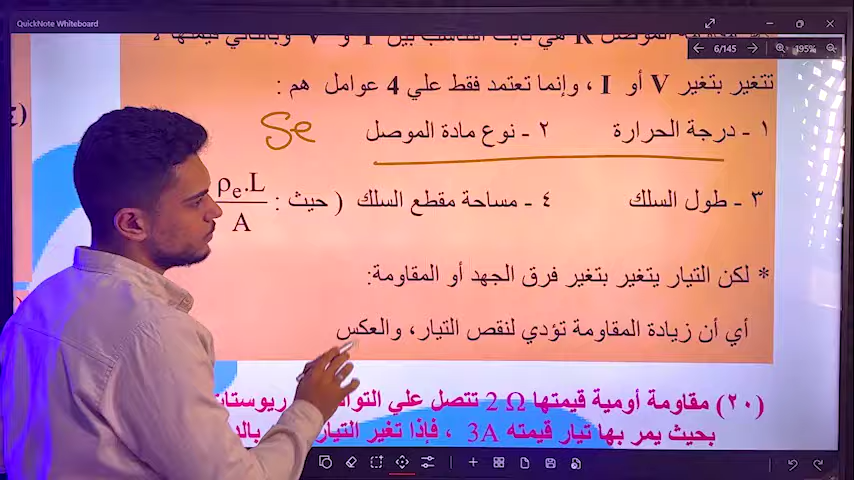 QuickNote Whiteboard
6/145
195%
تتغير بتغير V أو I ، وإنما تعتمد فقط علي 4 عوامل هم :
١ - درجة الحرارة ٢ - نوع مادة الموصل Se
٣ - طول السلك ٤ - مساحة مقطع السلك ( حيث : ρe.L
A
* لكن التيار يتغير بتغير فرق الجهد أو المقاومة:
أي أن زيادة المقاومة تؤدي لنقص التيار، والعكس
(٢٠) مقاومة أومية قيمتها 2 Ω تتصل علي
بحيث يمر بها تيار قيمته 3A ، فإذا تغير التيار